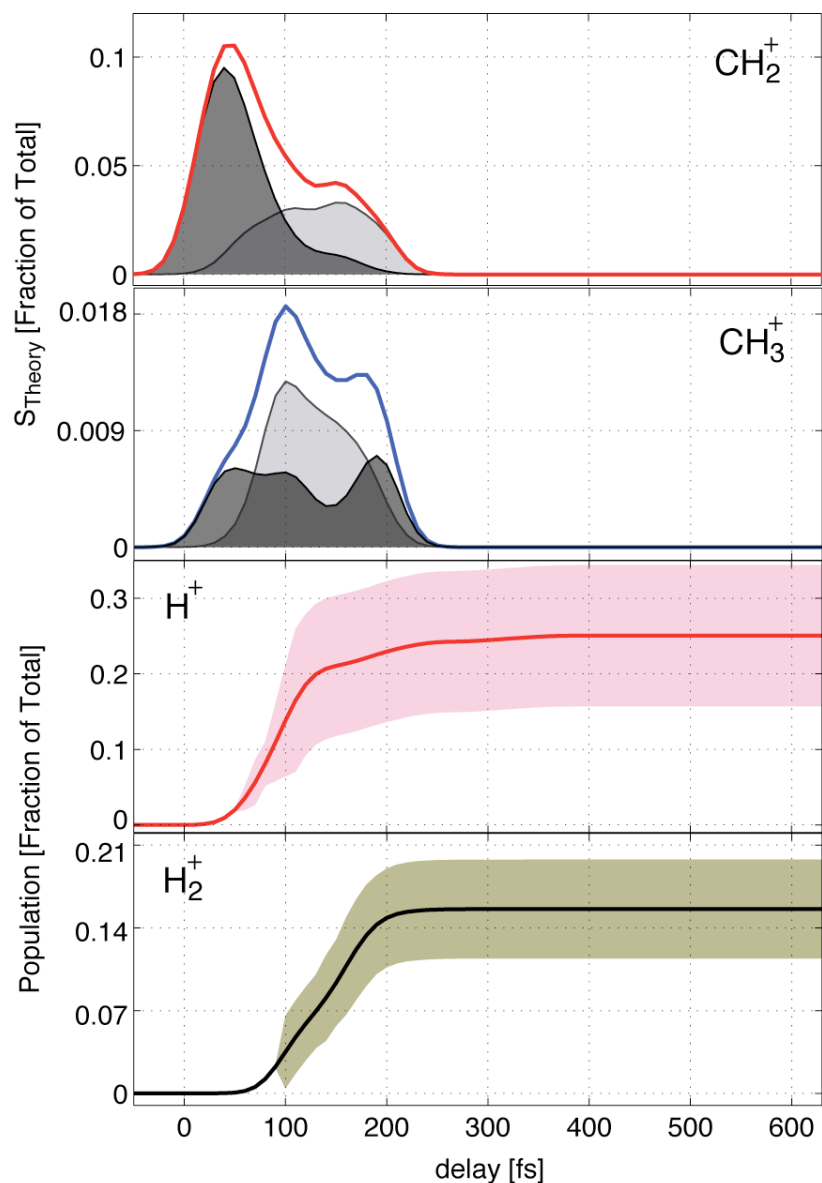 0.1
0.05
0
CH₂⁺
0.018
0.009
0
CH₃⁺
S_Theory [Fraction of Total]
0.3
0.2
0.1
0
H⁺
0.21
0.14
0.07
0
H₂⁺
Population [Fraction of Total]
0 100 200 300 400 500 600
delay [fs]